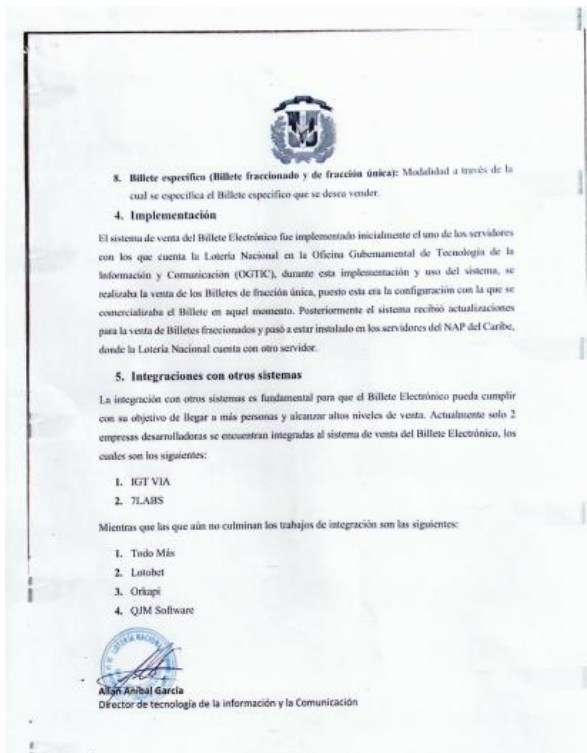 8. Billete específico (Billete fraccionado y de fracción única): Modalidad a través de la
cual se especifica el Billete especifico que se desea vender.
4. Implementación
El sistema de venta del Billete Electrónico fue implementado inicialmente el uno de los servidores
con los que cuenta la Lotería Nacional en la Oficina Gubernamental de Tecnología de la
Información y Comunicación (OGTIC), durante esta implementación y uso del sistema, se
realizaba la venta de los Billetes de fracción única, puesto esta era la configuración con la que se
comercializaba el Billete en aquel momento. Posteriormente el sistema recibió actualizaciones
para la venta de Billetes fraccionados y pasó a estar instalado en los servidores del NAP del Caribe,
donde la Lotería Nacional cuenta con otro servidor.
5. Integraciones con otros sistemas
La integración con otros sistemas es fundamental para que el Billete Electrónico pueda cumplir
con su objetivo de llegar a más personas y alcanzar altos niveles de venta. Actualmente solo 2
empresas desarrolladoras se encuentran integradas al sistema de venta del Billete Electrónico, los
cuales son los siguientes:
1. IGT VIA
2. 7LABS
Mientras que las que aún no culminan los trabajos de integración son las siguientes:
1. Todo Más
2. Lotobet
3. Orkapi
4. QJM Software
LOTERÍA NACIONAL
Allan Aníbal García
Director de tecnología de la información y la Comunicación